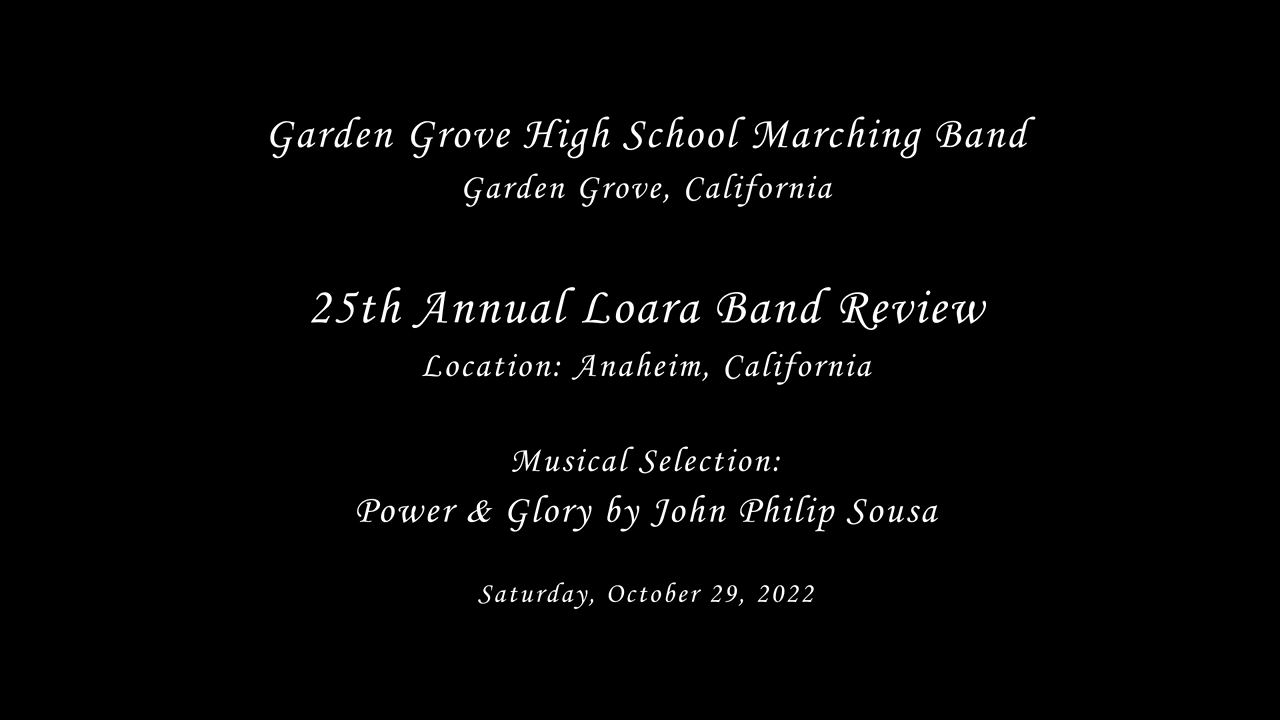 Garden Grove High School Marching Band
Garden Grove, California
25th Annual Loara Band Review
Location: Anaheim, California
Musical Selection:
Power & Glory by John Philip Sousa
Saturday, October 29, 2022